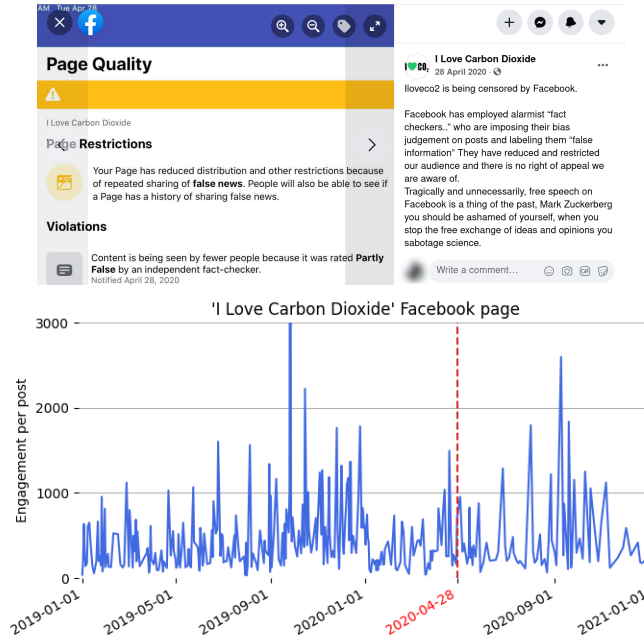 AM Tue Apr 28
Page Quality
I Love Carbon Dioxide
Page Restrictions
Your Page has reduced distribution and other restrictions because
of repeated sharing of false news. People will also be able to see if
a Page has a history of sharing false news.
Violations
Content is being seen by fewer people because it was rated Partly
False by an independent fact-checker.
Notified April 28, 2020
I CO₂
I Love Carbon Dioxide
28 April 2020 ·
Iloveco2 is being censored by Facebook.
Facebook has employed alarmist “fact
checkers..” who are imposing their bias
judgement on posts and labeling them “false
information” They have reduced and restricted
our audience and there is no right of appeal we
are aware of.
Tragically and unnecessarily, free speech on
Facebook is a thing of the past, Mark Zuckerberg
you should be ashamed of yourself, when you
stop the free exchange of ideas and opinions you
sabotage science.
Write a comment...
GIF
'I Love Carbon Dioxide' Facebook page
Engagement per post
3000
2000
1000
0
2019-01-01
2019-05-01
2019-09-01
2020-01-01
2020-04-28
2020-09-01
2021-01-01